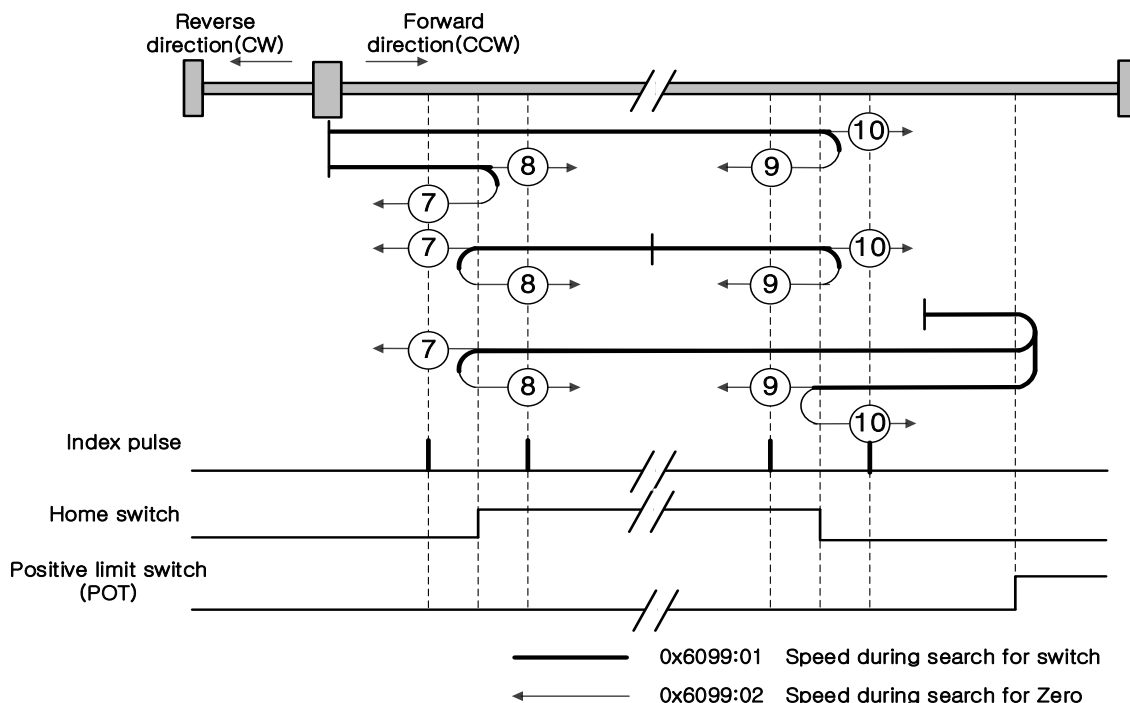 Reverse
direction(CW)
Forward
direction(CCW)
10
8
9
7
7
10
8
9
7
8
9
10
Index pulse
Home switch
Positive limit switch
(POT)
0x6099:01 Speed during search for switch
0x6099:02 Speed during search for Zero